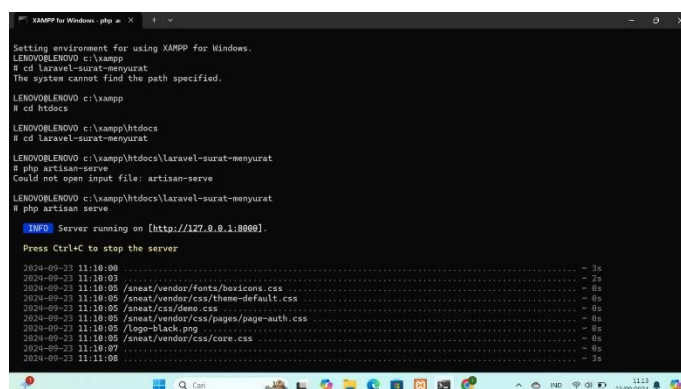 XAMPP for Windows - php ar
Setting environment for using XAMPP for Windows.
LENOVO@LENOVO c:\xampp
# cd laravel-surat-menyurat
The system cannot find the path specified.
LENOVO@LENOVO c:\xampp
# cd htdocs
LENOVO@LENOVO c:\xampp\htdocs
# cd laravel-surat-menyurat
LENOVO@LENOVO c:\xampp\htdocs\laravel-surat-menyurat
# php artisan-serve
Could not open input file: artisan-serve
LENOVO@LENOVO c:\xampp\htdocs\laravel-surat-menyurat
# php artisan serve
INFO Server running on [http://127.0.0.1:8000].
Press Ctrl+C to stop the server
2024-09-23 11:10:00 ~ 3s
2024-09-23 11:10:03 ~ 2s
2024-09-23 11:10:05 /sneat/vendor/fonts/boxicons.css ~ 0s
2024-09-23 11:10:05 /sneat/vendor/css/theme-default.css ~ 0s
2024-09-23 11:10:05 /sneat/css/demo.css ~ 0s
2024-09-23 11:10:05 /sneat/vendor/css/pages/page-auth.css ~ 0s
2024-09-23 11:10:05 /logo-black.png ~ 0s
2024-09-23 11:10:05 /sneat/vendor/css/core.css ~ 0s
2024-09-23 11:10:07 ~ 0s
2024-09-23 11:11:08 ~ 3s
Cari
IND
11.13